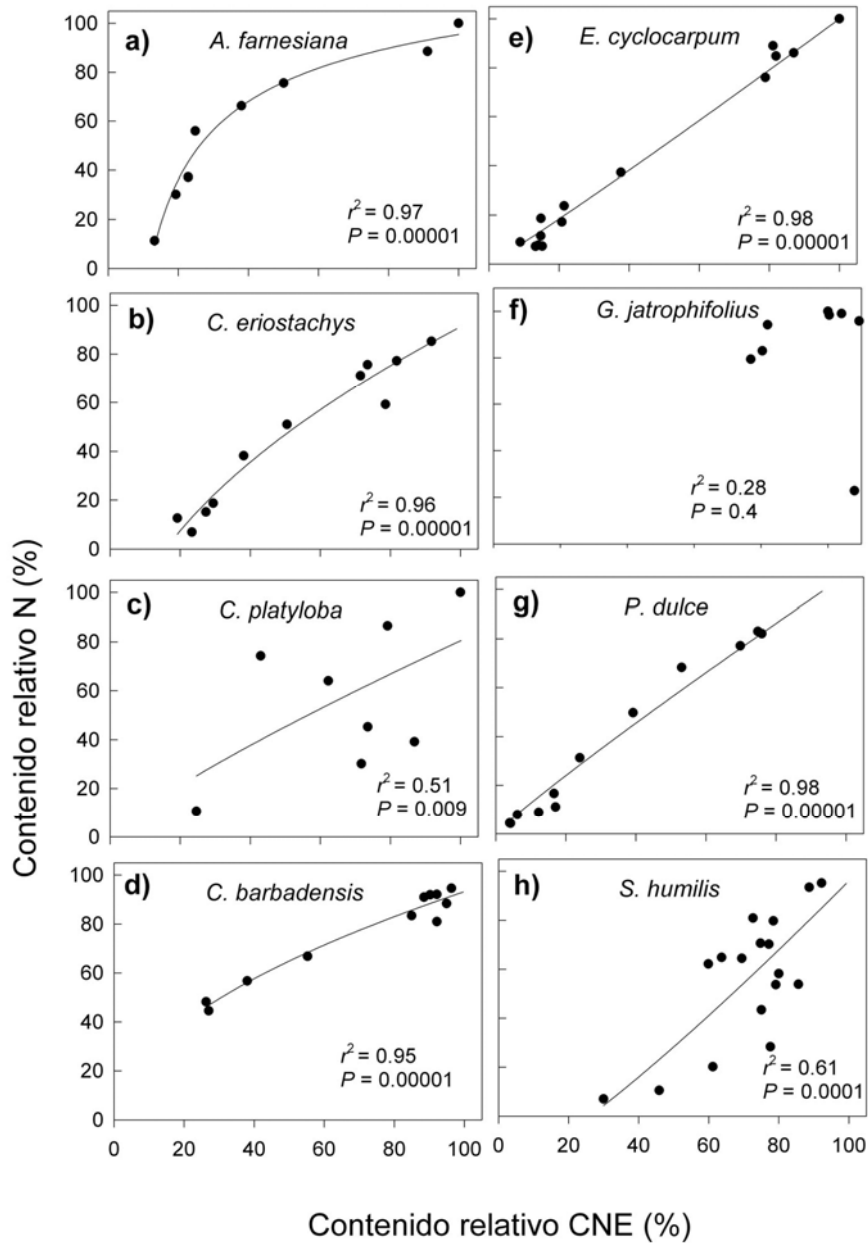 Contenido relativo N (%)
a)
A. farnesiana
100
80
60
40
20
0
r² = 0.97
P = 0.00001
e)
E. cyclocarpum
r² = 0.98
P = 0.00001
b)
C. eriostachys
100
80
60
40
20
0
r² = 0.96
P = 0.00001
f)
G. jatrophifolius
r² = 0.28
P = 0.4
c)
C. platyloba
100
80
60
40
20
0
r² = 0.51
P = 0.009
g)
P. dulce
r² = 0.98
P = 0.00001
d)
C. barbadensis
100
80
60
40
20
0
r² = 0.95
P = 0.00001
0 20 40 60 80 100
h)
S. humilis
r² = 0.61
P = 0.0001
0 20 40 60 80 100
Contenido relativo CNE (%)